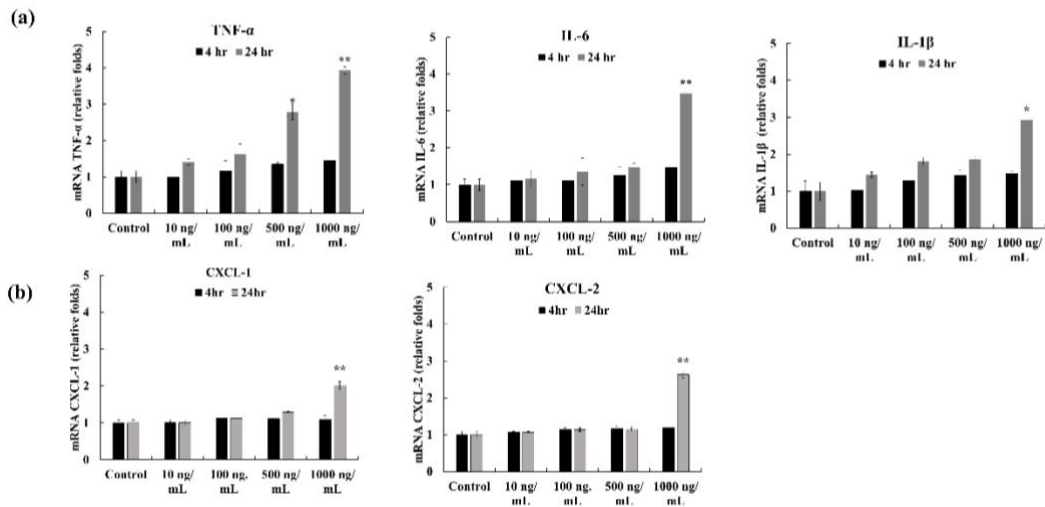 (a)
TNF-α
■ 4 hr ■ 24 hr
mRNA TNF-α (relative folds)
5
4
3
2
1
0
*
**
Control
10 ng/
mL
100 ng/
mL
500 ng/
mL
1000 ng/
mL
IL-6
■ 4 hr ■ 24 hr
mRNA IL-6 (relative folds)
5
4
3
2
1
0
**
Control
10 ng/
mL
100 ng/
mL
500 ng/
mL
1000 ng/
mL
IL-1β
■ 4 hr ■ 24 hr
mRNA IL-1β (relative folds)
5
4
3
2
1
0
*
Control
10 ng/
mL
100 ng/
mL
500 ng/
mL
1000 ng/
mL
(b)
CXCL-1
■ 4hr ■ 24hr
mRNA CXCL-1 (relative folds)
5
4
3
2
1
0
**
Control
10 ng/
mL
100 ng.
mL
500 ng/
mL
1000 ng/
mL
CXCL-2
■ 4hr ■ 24hr
mRNA CXCL-2 (relative folds)
5
4
3
2
1
0
**
Control
10 ng/
mL
100 ng.
mL
500 ng/
mL
1000 ng/
mL